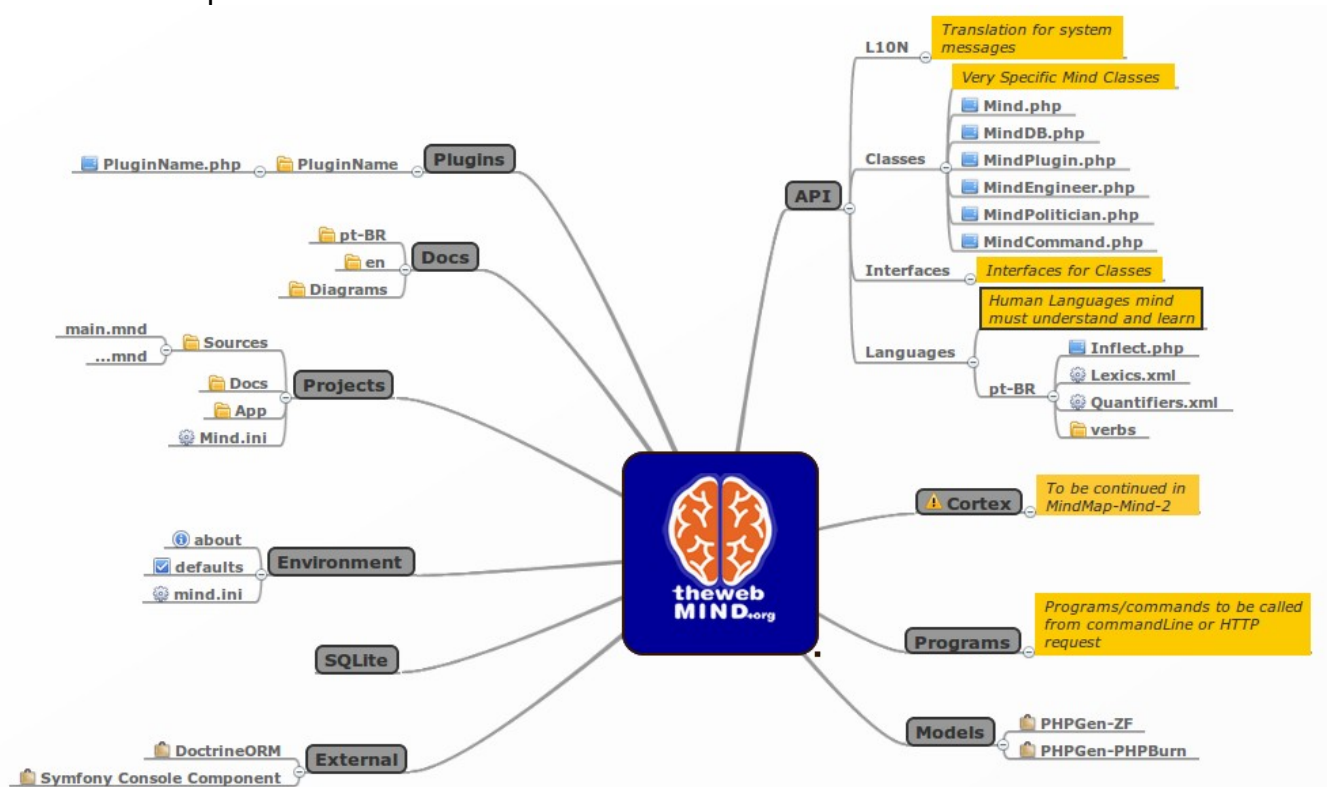 Translation for system
messages
L10N
Very Specific Mind Classes
Mind.php
MindDB.php
MindPlugin.php
MindEngineer.php
MindPolitician.php
MindCommand.php
Classes
API
Interfaces
Interfaces for Classes
Human Languages mind
must understand and learn
Languages
pt-BR
Inflect.php
Lexics.xml
Quantifiers.xml
verbs
Cortex
To be continued in
MindMap-Mind-2
Programs
Programs/commands to be called
from commandLine or HTTP
request
Models
PHPGen-ZF
PHPGen-PHPBurn
PluginName.php
PluginName
Plugins
pt-BR
en
Diagrams
Docs
main.mnd
...mnd
Sources
Docs
App
Mind.ini
Projects
about
defaults
mind.ini
Environment
SQLite
DoctrineORM
Symfony Console Component
External
theweb
MIND.org